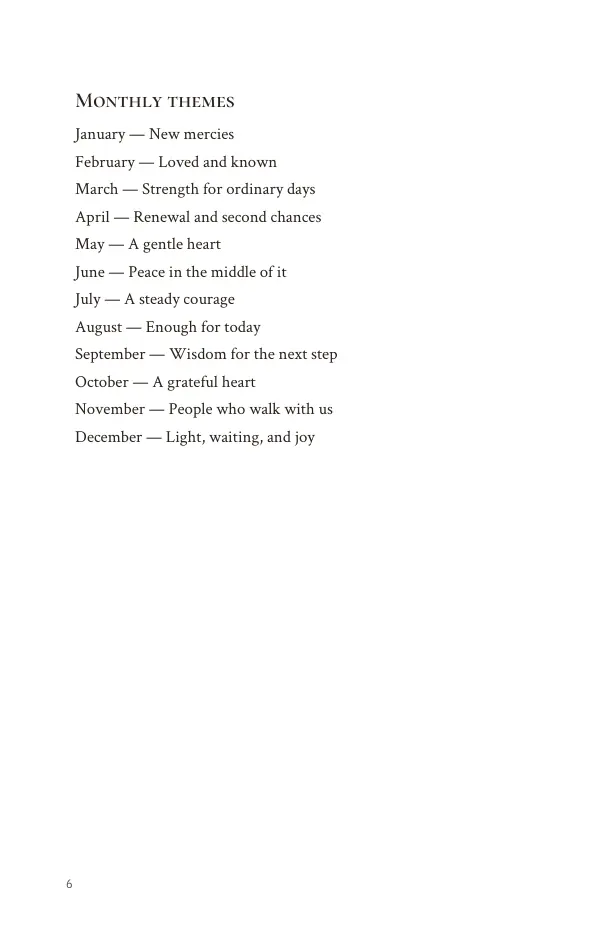 Monthly themes
January — New mercies
February — Loved and known
March — Strength for ordinary days
April — Renewal and second chances
May — A gentle heart
June — Peace in the middle of it
July — A steady courage
August — Enough for today
September — Wisdom for the next step
October — A grateful heart
November — People who walk with us
December — Light, waiting, and joy
6